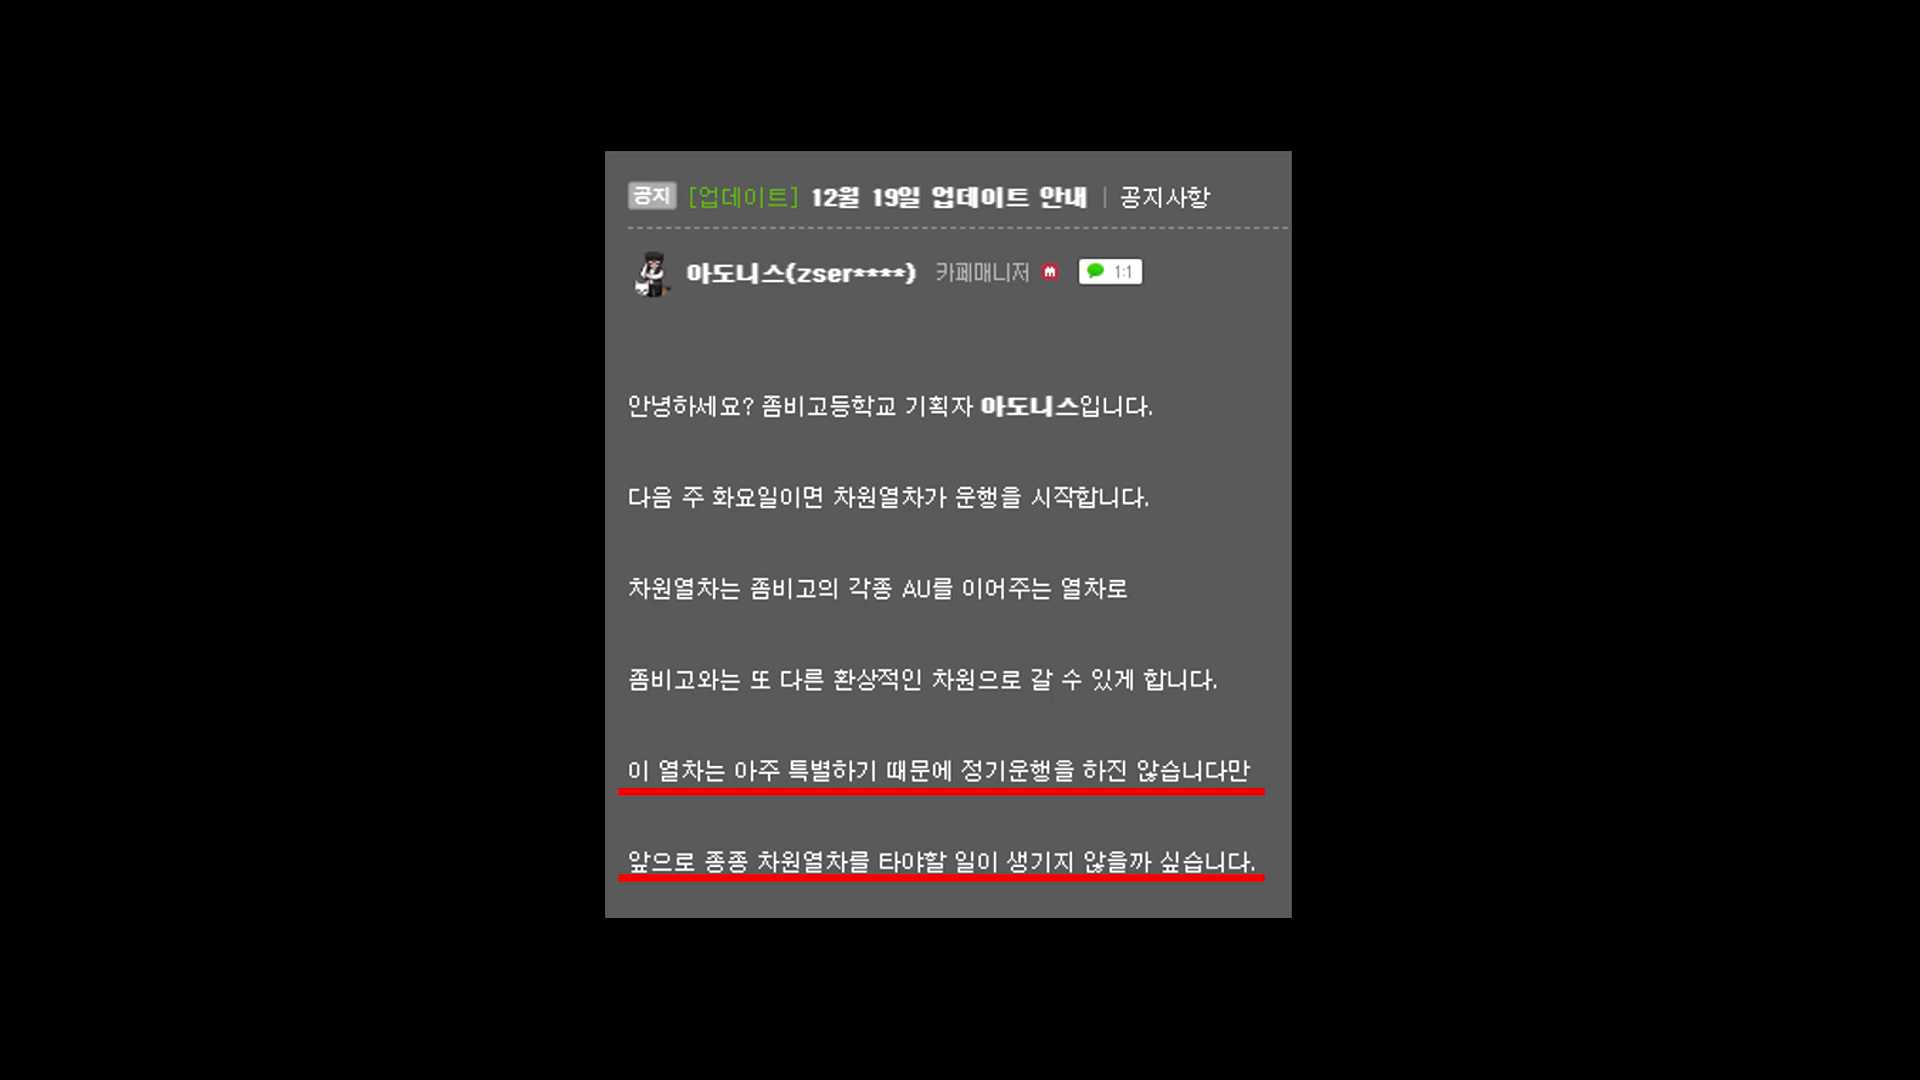 공지 [업데이트] 12월 19일 업데이트 안내 | 공지사항
아도니스(zser****) 카페매니저 1:1
안녕하세요? 좀비고등학교 기획자 아도니스입니다.
다음 주 화요일이면 차원열차가 운행을 시작합니다.
차원열차는 좀비고의 각종 AU를 이어주는 열차로
좀비고와는 또 다른 환상적인 차원으로 갈 수 있게 합니다.
이 열차는 아주 특별하기 때문에 정기운행을 하진 않습니다만
앞으로 종종 차원열차를 타야할 일이 생기지 않을까 싶습니다.